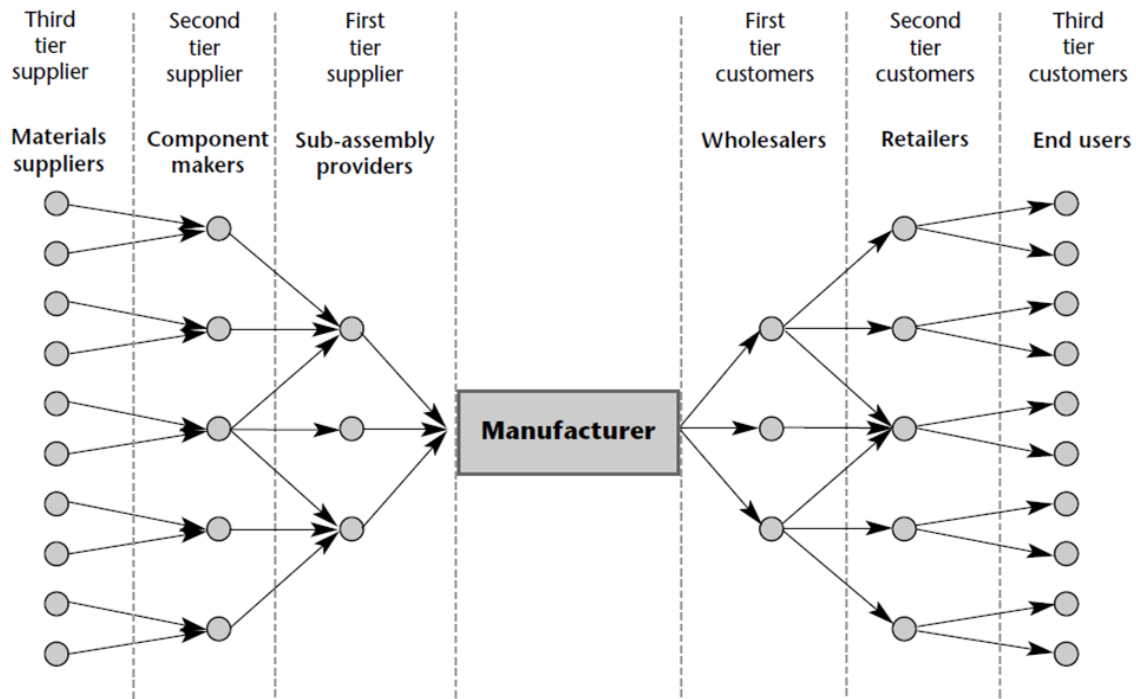 Third
tier
supplier
Second
tier
supplier
First
tier
supplier
First
tier
customers
Second
tier
customers
Third
tier
customers
Materials
suppliers
Component
makers
Sub-assembly
providers
Wholesalers
Retailers
End users
Manufacturer